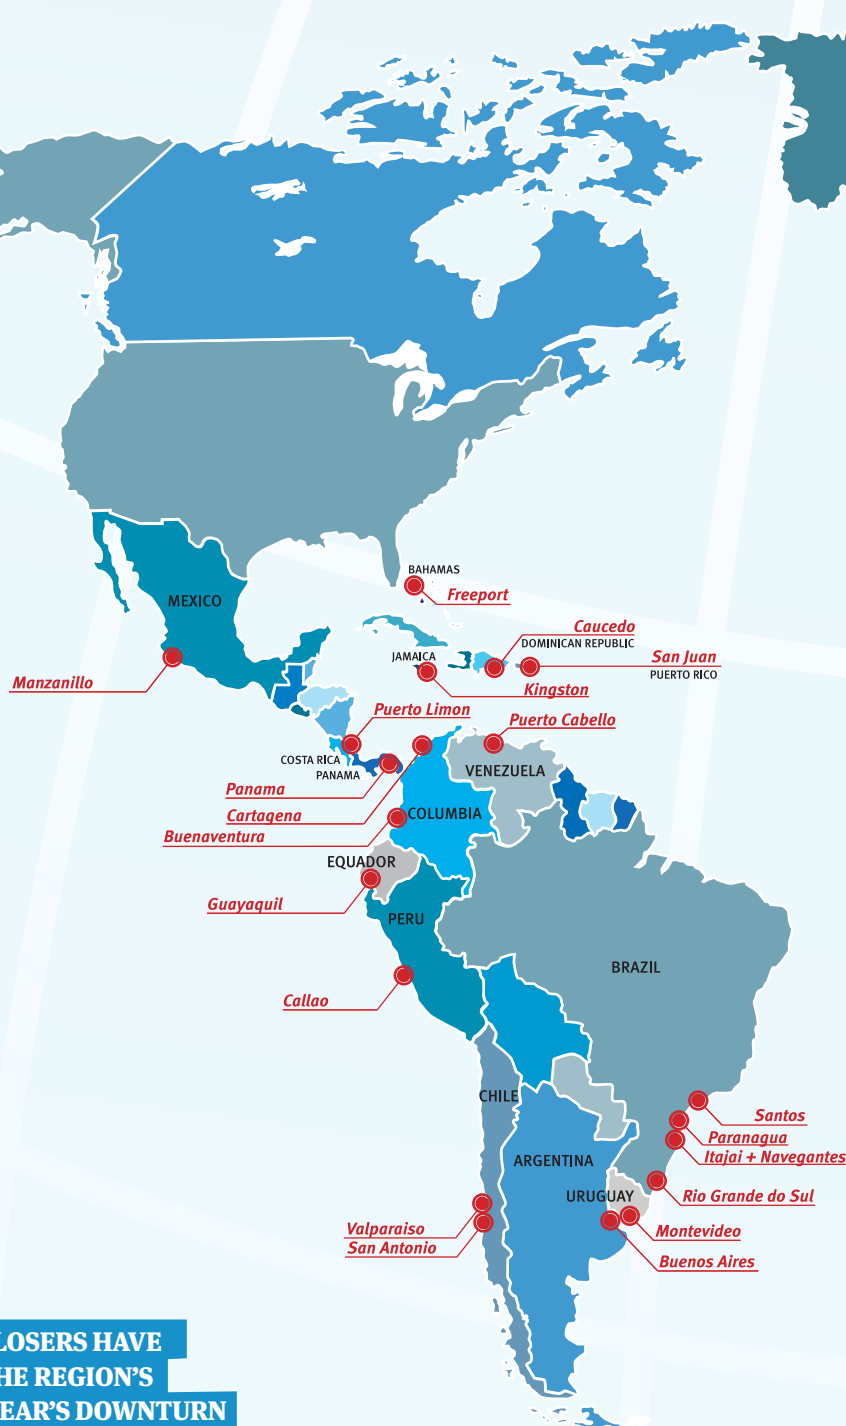 BAHAMAS
Freeport
MEXICO
Caucedo
DOMINICAN REPUBLIC
JAMAICA
San Juan
PUERTO RICO
Manzanillo
Kingston
Puerto Limon
Puerto Cabello
COSTA RICA
PANAMA
VENEZUELA
Panama
Cartagena
COLUMBIA
Buenaventura
EQUADOR
Guayaquil
PERU
BRAZIL
Callao
CHILE
Santos
Paranagua
Itajai + Navegantes
ARGENTINA
URUGUAY
Rio Grande do Sul
Valparaiso
San Antonio
Montevideo
Buenos Aires
LOSERS HAVE
HE REGION'S
EAR'S DOWNTURN